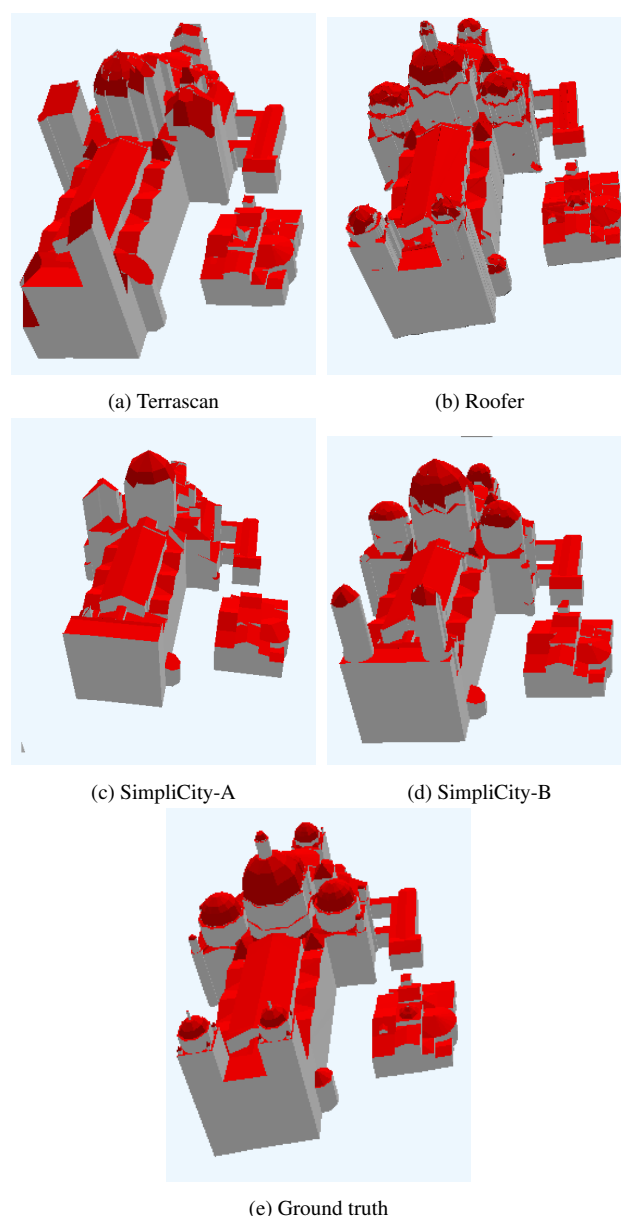 (a) Terrascan
(b) Roofer
(c) SimpliCity-A
(d) SimpliCity-B
(e) Ground truth